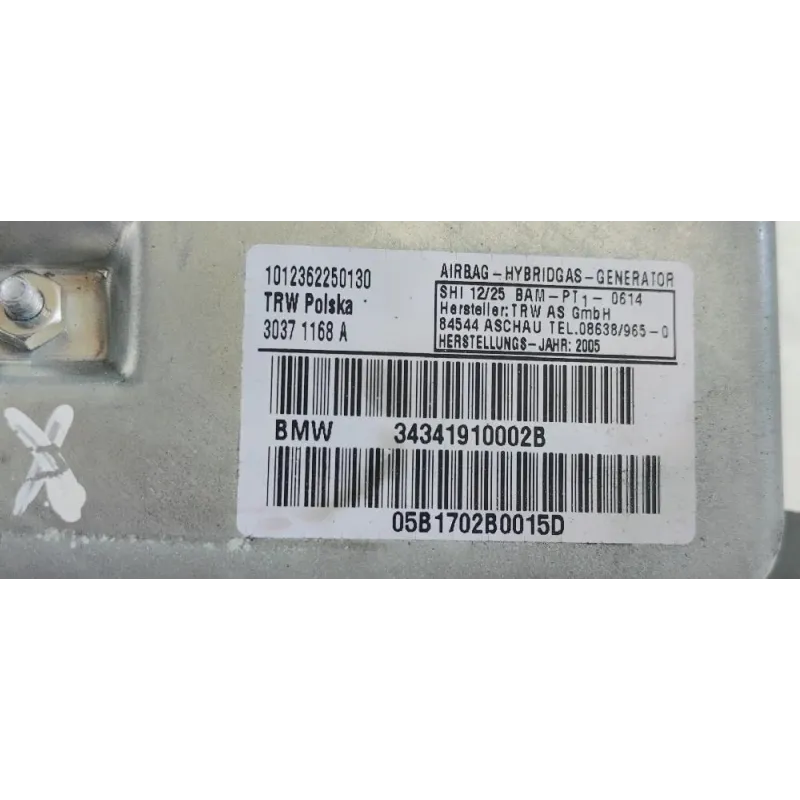 1012362250130
TRW Polska
3037 1168 A
AIRBAG-HYBRIDGAS-GENERATOR
SHI 12/25 BAM-PT1-0614
Hersteller:TRW AS GmbH
84544 ASCHAU TEL.08638/965-0
HERSTELLUNGS-JAHR: 2005
BMW 34341910002B
05B1702B0015D
X